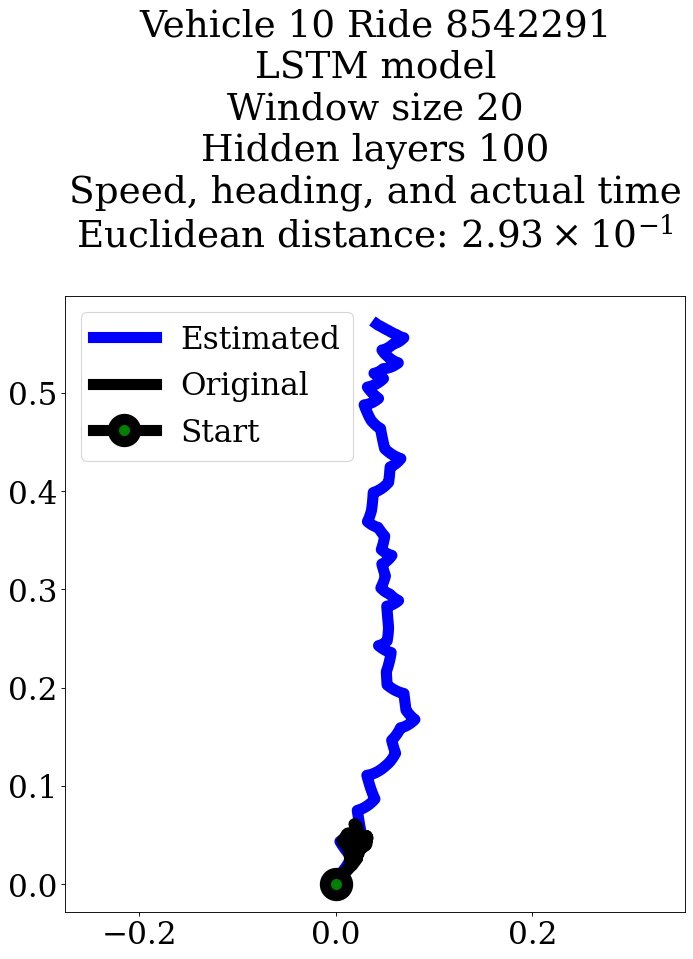 Vehicle 10 Ride 8542291
LSTM model
Window size 20
Hidden layers 100
Speed, heading, and actual time
Euclidean distance: 2.93 × 10⁻¹
Estimated
Original
Start
0.5
0.4
0.3
0.2
0.1
0.0
−0.2 0.0 0.2